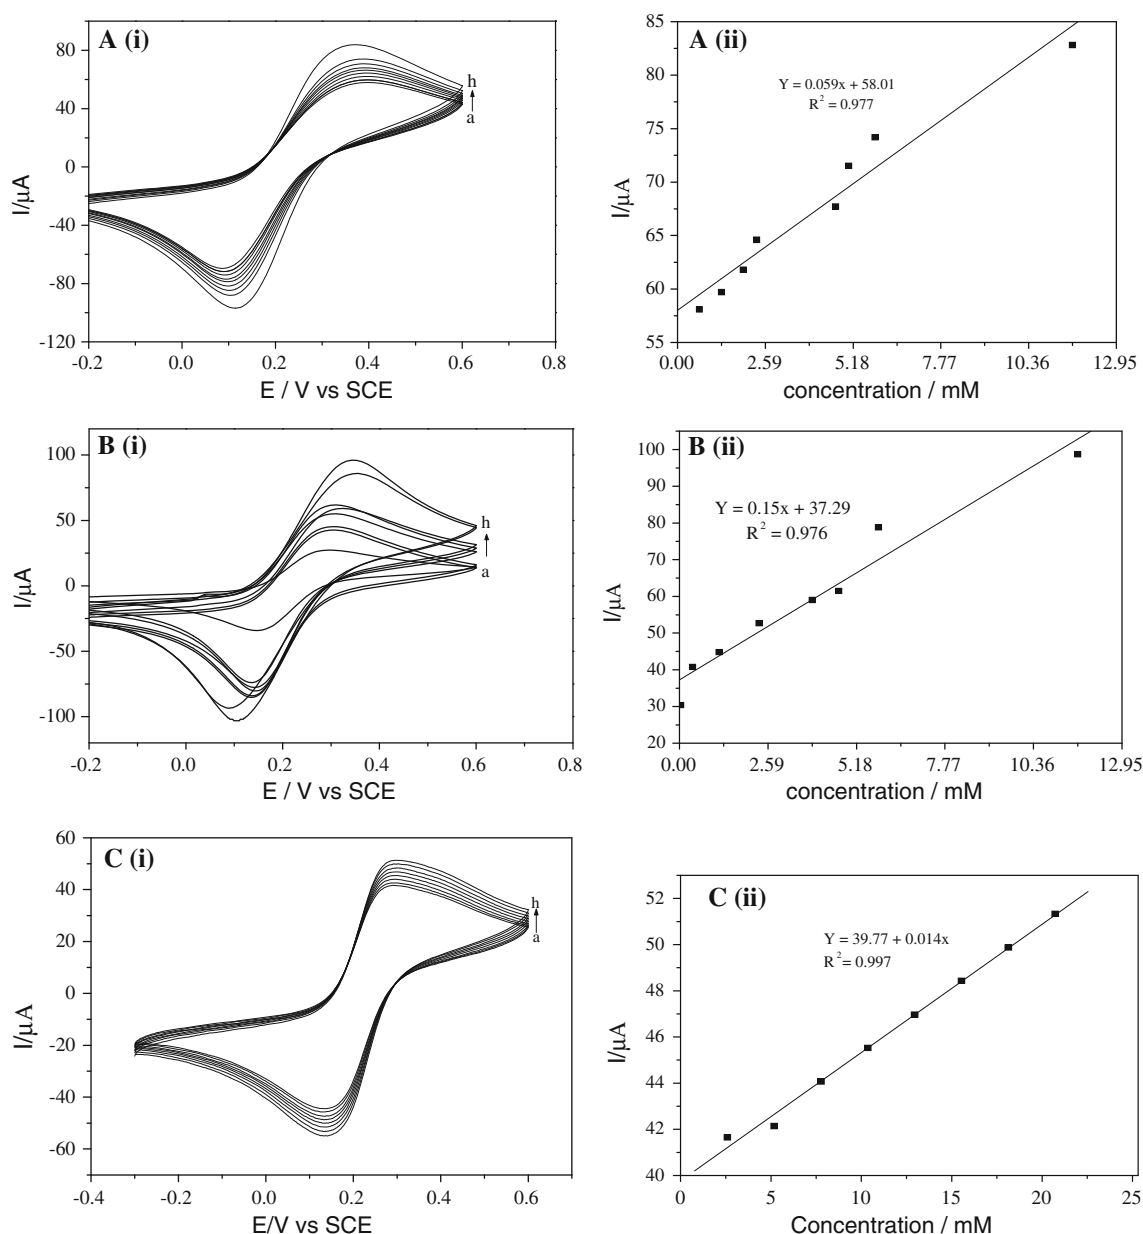 A (i)
80
40
0
-40
-80
-120
I/µA
h
a
-0.2 0.0 0.2 0.4 0.6 0.8
E / V vs SCE
A (ii)
85
80
75
70
65
60
55
I/µA
Y = 0.059x + 58.01
R² = 0.977
0.00 2.59 5.18 7.77 10.36 12.95
concentration / mM
B (i)
100
50
0
-50
-100
I/µA
h
a
-0.2 0.0 0.2 0.4 0.6 0.8
E / V vs SCE
B (ii)
100
90
80
70
60
50
40
30
20
I/µA
Y = 0.15x + 37.29
R² = 0.976
0.00 2.59 5.18 7.77 10.36 12.95
concentration / mM
C (i)
60
40
20
0
-20
-40
-60
I/µA
h
a
-0.4 -0.2 0.0 0.2 0.4 0.6
E/V vs SCE
C (ii)
52
50
48
46
44
42
40
I/µA
Y = 39.77 + 0.014x
R² = 0.997
0 5 10 15 20 25
Concentration / mM